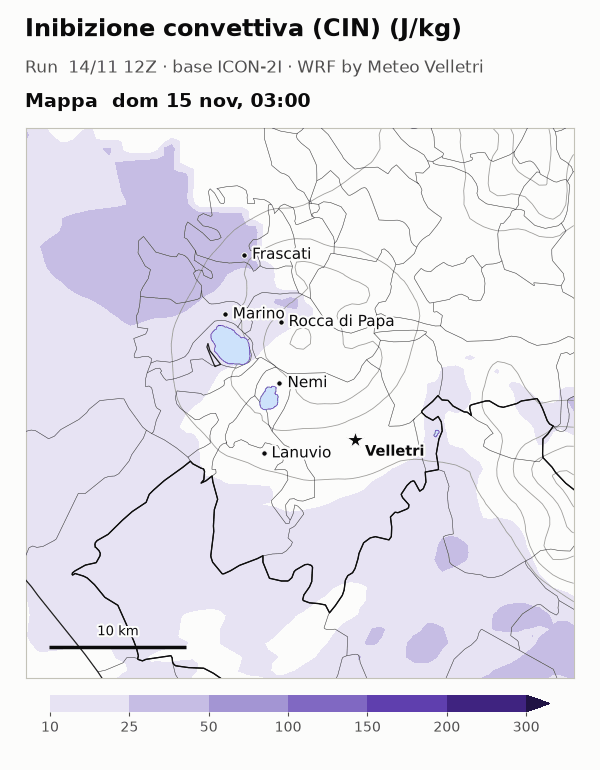 Inibizione convettiva (CIN) (J/kg)
Run  14/11 12Z · base ICON-2I · WRF by Meteo Velletri
Mappa  dom 15 nov, 03:00
Frascati
Marino
Rocca di Papa
Nemi
Velletri
Lanuvio
10 km
10 25 50 100 150 200 300